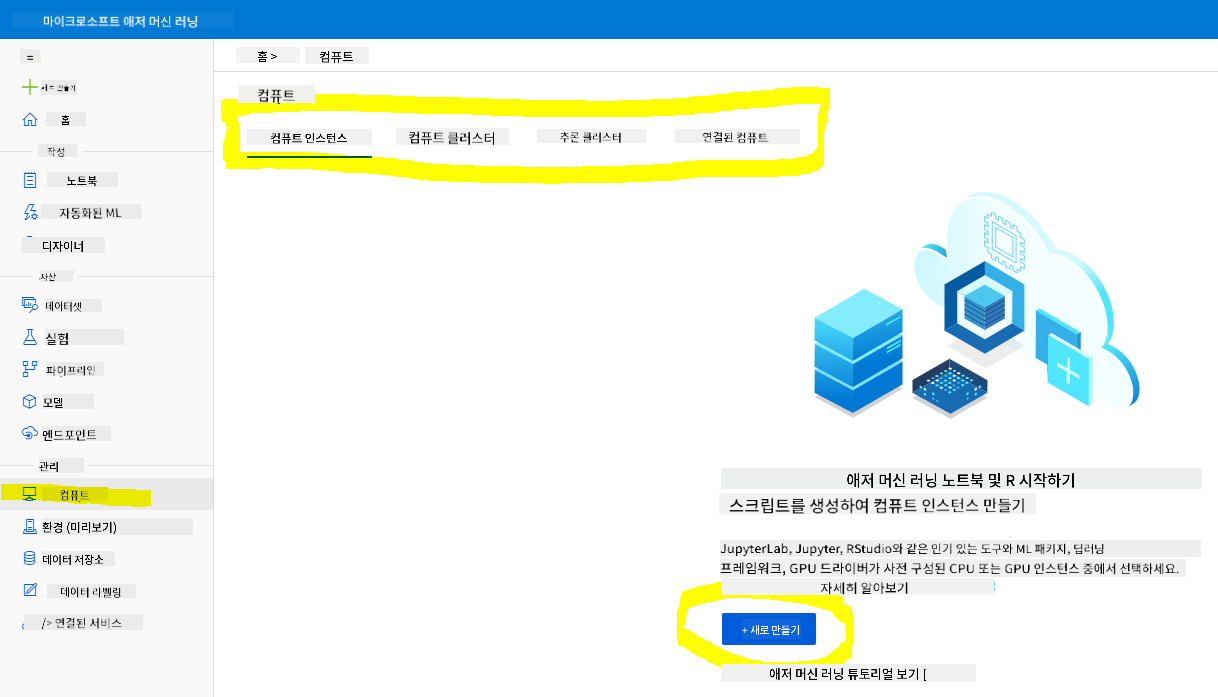 마이크로소프트 애저 머신 러닝
홈 >
컴퓨트
새로 만들기
홈
작성
노트북
자동화된 ML
디자이너
자산
데이터셋
실험
파이프라인
모델
엔드포인트
관리
컴퓨트
환경 (미리보기)
데이터 저장소
데이터 라벨링
/> 연결된 서비스
컴퓨트
컴퓨트 인스턴스
컴퓨트 클러스터
추론 클러스터
연결된 컴퓨트
애저 머신 러닝 노트북 및 R 시작하기
스크립트를 생성하여 컴퓨트 인스턴스 만들기
JupyterLab, Jupyter, RStudio와 같은 인기 있는 도구와 ML 패키지, 딥러닝
프레임워크, GPU 드라이버가 사전 구성된 CPU 또는 GPU 인스턴스 중에서 선택하세요.
자세히 알아보기
+ 새로 만들기
애저 머신 러닝 튜토리얼 보기 [